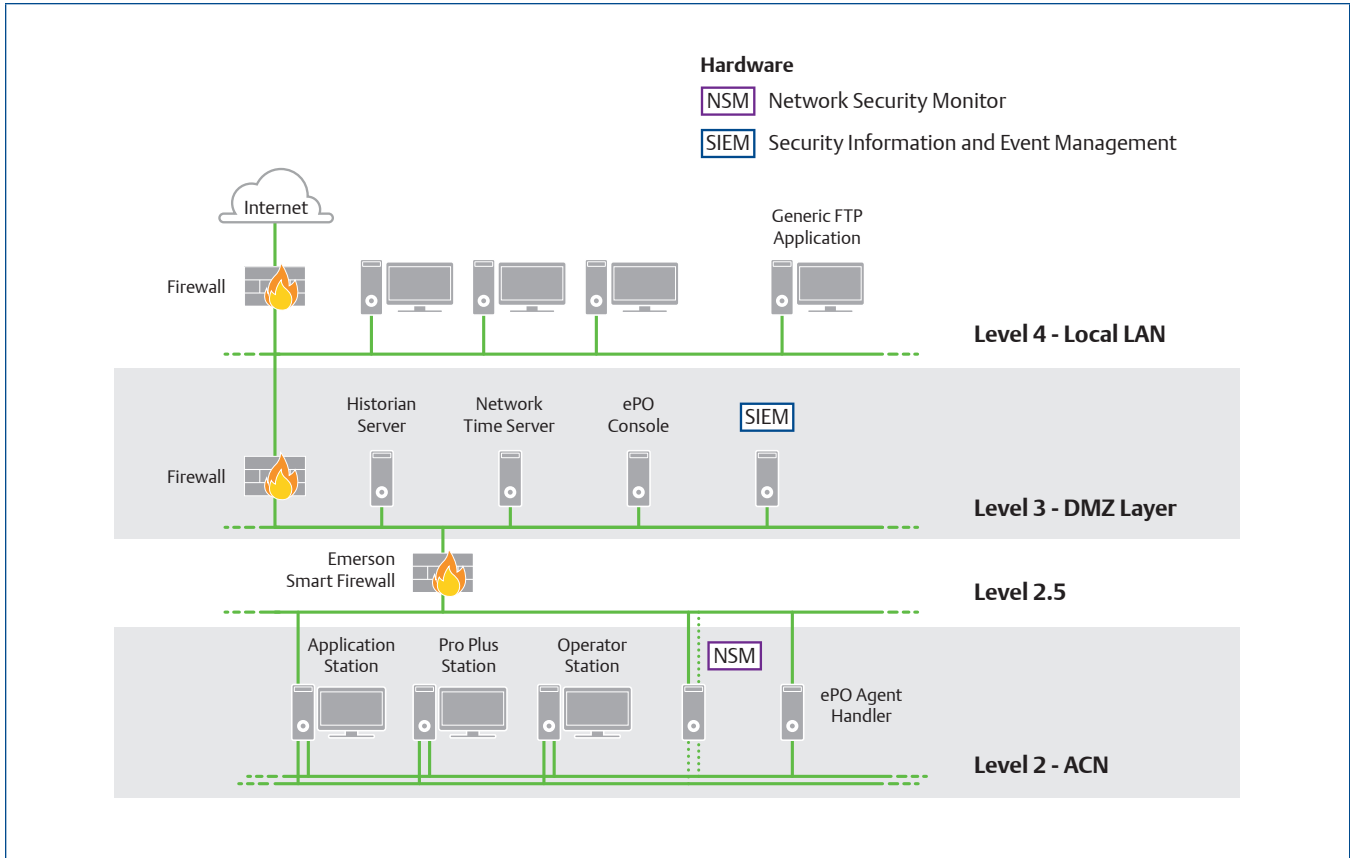 Hardware
NSM Network Security Monitor
SIEM Security Information and Event Management
Internet
Generic FTP
Application
Firewall
Level 4 - Local LAN
Historian
Server
Network
Time Server
ePO
Console
SIEM
Firewall
Level 3 - DMZ Layer
Emerson
Smart Firewall
Level 2.5
Application
Station
Pro Plus
Station
Operator
Station
NSM
ePO Agent
Handler
Level 2 - ACN